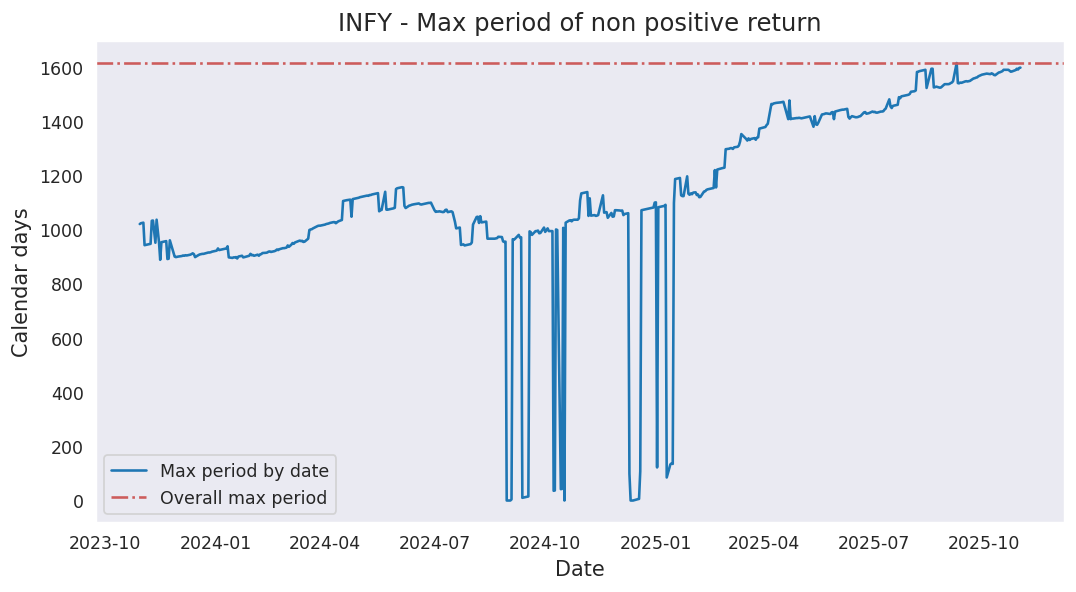 INFY - Max period of non positive return
Calendar days
1600
1400
1200
1000
800
600
400
200
0
Max period by date
Overall max period
2023-10 2024-01 2024-04 2024-07 2024-10 2025-01 2025-04 2025-07 2025-10
Date